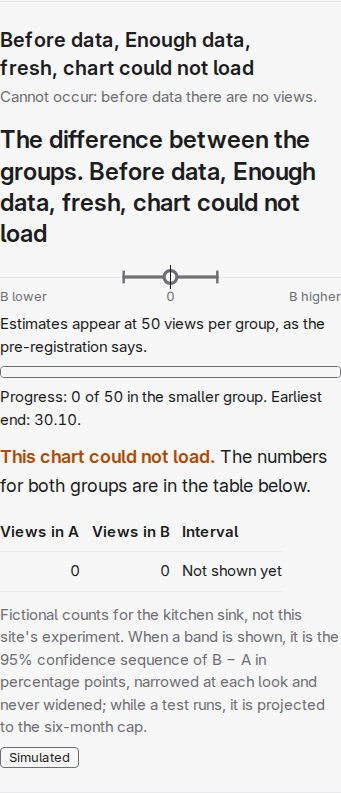 Before data, Enough data,
fresh, chart could not load
Cannot occur: before data there are no views.
The difference between the
groups. Before data, Enough
data, fresh, chart could not
load
B lower 0 B higher
Estimates appear at 50 views per group, as the
pre-registration says.
Progress: 0 of 50 in the smaller group. Earliest
end: 30.10.
This chart could not load. The numbers
for both groups are in the table below.
Views in A Views in B Interval
0 0 Not shown yet
Fictional counts for the kitchen sink, not this
site's experiment. When a band is shown, it is the
95% confidence sequence of B − A in
percentage points, narrowed at each look and
never widened; while a test runs, it is projected
to the six-month cap.
Simulated